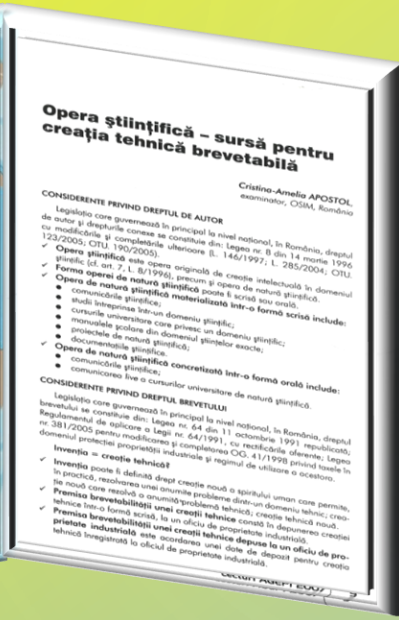 Opera ştiinţifică – sursă pentru
creaţia tehnică brevetabilă
Cristina-Amelia APOSTOL,
examinator, OSIM, România
CONSIDERENTE PRIVIND DREPTUL DE AUTOR
Legislaţia care guvernează în principal la nivel naţional, în România, dreptul
de autor şi drepturile conexe se constituie din: Legea nr. 8 din 14 martie 1996
cu modificările şi completările ulterioare (L. 146/1997; L. 285/2004; OTU.
123/2005; OTU. 190/2005).
✓ Opera ştiinţifică este opera originală de creaţie intelectuală în domeniul
ştiinţific (cf. art. 7, L. 8/1996), precum şi opera de natură ştiinţifică.
✓ Forma operei de natură ştiinţifică poate fi scrisă sau orală.
✓ Opera de natură ştiinţifică materializată într-o formă scrisă include:
● comunicările ştiinţifice;
● studii întreprinse într-un domeniu ştiinţific;
● cursurile universitare care privesc un domeniu ştiinţific;
● manualele şcolare din domeniul ştiinţelor exacte;
● proiectele de natură ştiinţifică;
● documentaţiile ştiinţifice.
✓ Opera de natură ştiinţifică concretizată într-o formă orală include:
● comunicările ştiinţifice;
● comunicarea live a cursurilor universitare de natură ştiinţifică.
CONSIDERENTE PRIVIND DREPTUL BREVETULUI
Legislaţia care guvernează în principal la nivel naţional, în România, dreptul
brevetului se constituie din: Legea nr. 64 din 11 octombrie 1991 republicată;
Regulamentul de aplicare a Legii nr. 64/1991, cu rectificările aferente; Legea
nr. 381/2005 pentru modificarea şi completarea OG. 41/1998 privind taxele în
domeniul protecţiei proprietăţii industriale şi regimul de utilizare a acestora.
Invenţia = creaţie tehnică?
✓ Invenţia poate fi definită drept creaţie nouă a spiritului uman care permite,
în practică, rezolvarea unei anumite probleme dintr-un domeniu tehnic; crea-
ţie nouă care rezolvă o anumită problemă tehnică, creaţie tehnică nouă.
✓ Premisa brevetabilităţii unei creaţii tehnice constă în depunerea creaţiei
tehnice într-o formă scrisă, la un oficiu de proprietate industrială.
✓ Premisa brevetabilităţii unei creaţii tehnice depuse la un oficiu de pro-
prietate industrială este acordarea unei date de depozit pentru creaţia
tehnică înregistrată la oficiul de proprietate industrială.
Lecturi AGEPI 2007